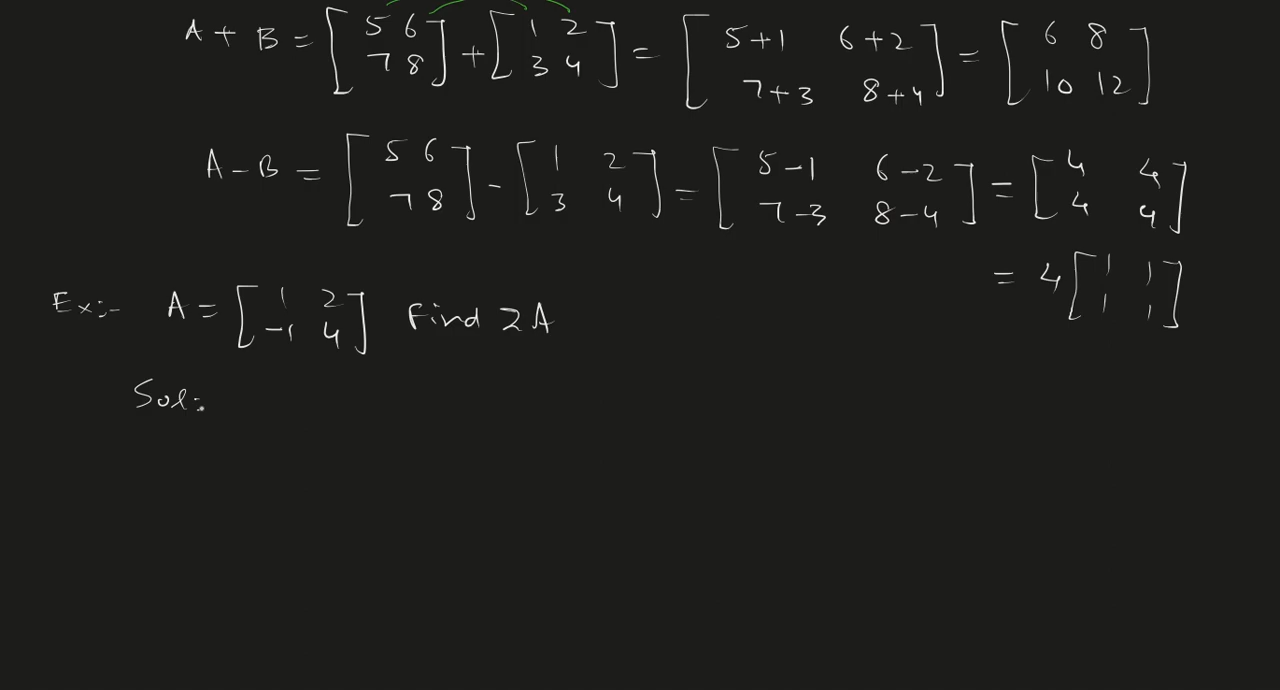 A + B = [5 6 7 8] + [1 2 3 4] = [5+1 6+2 7+3 8+4] = [6 8 10 12]
A - B = [5 6 7 8] - [1 2 3 4] = [5-1 6-2 7-3 8-4] = [4 4 4 4]
= 4 [1 1 1 1]
Ex:- A = [1 2 -1 4] Find 2A
Sol: